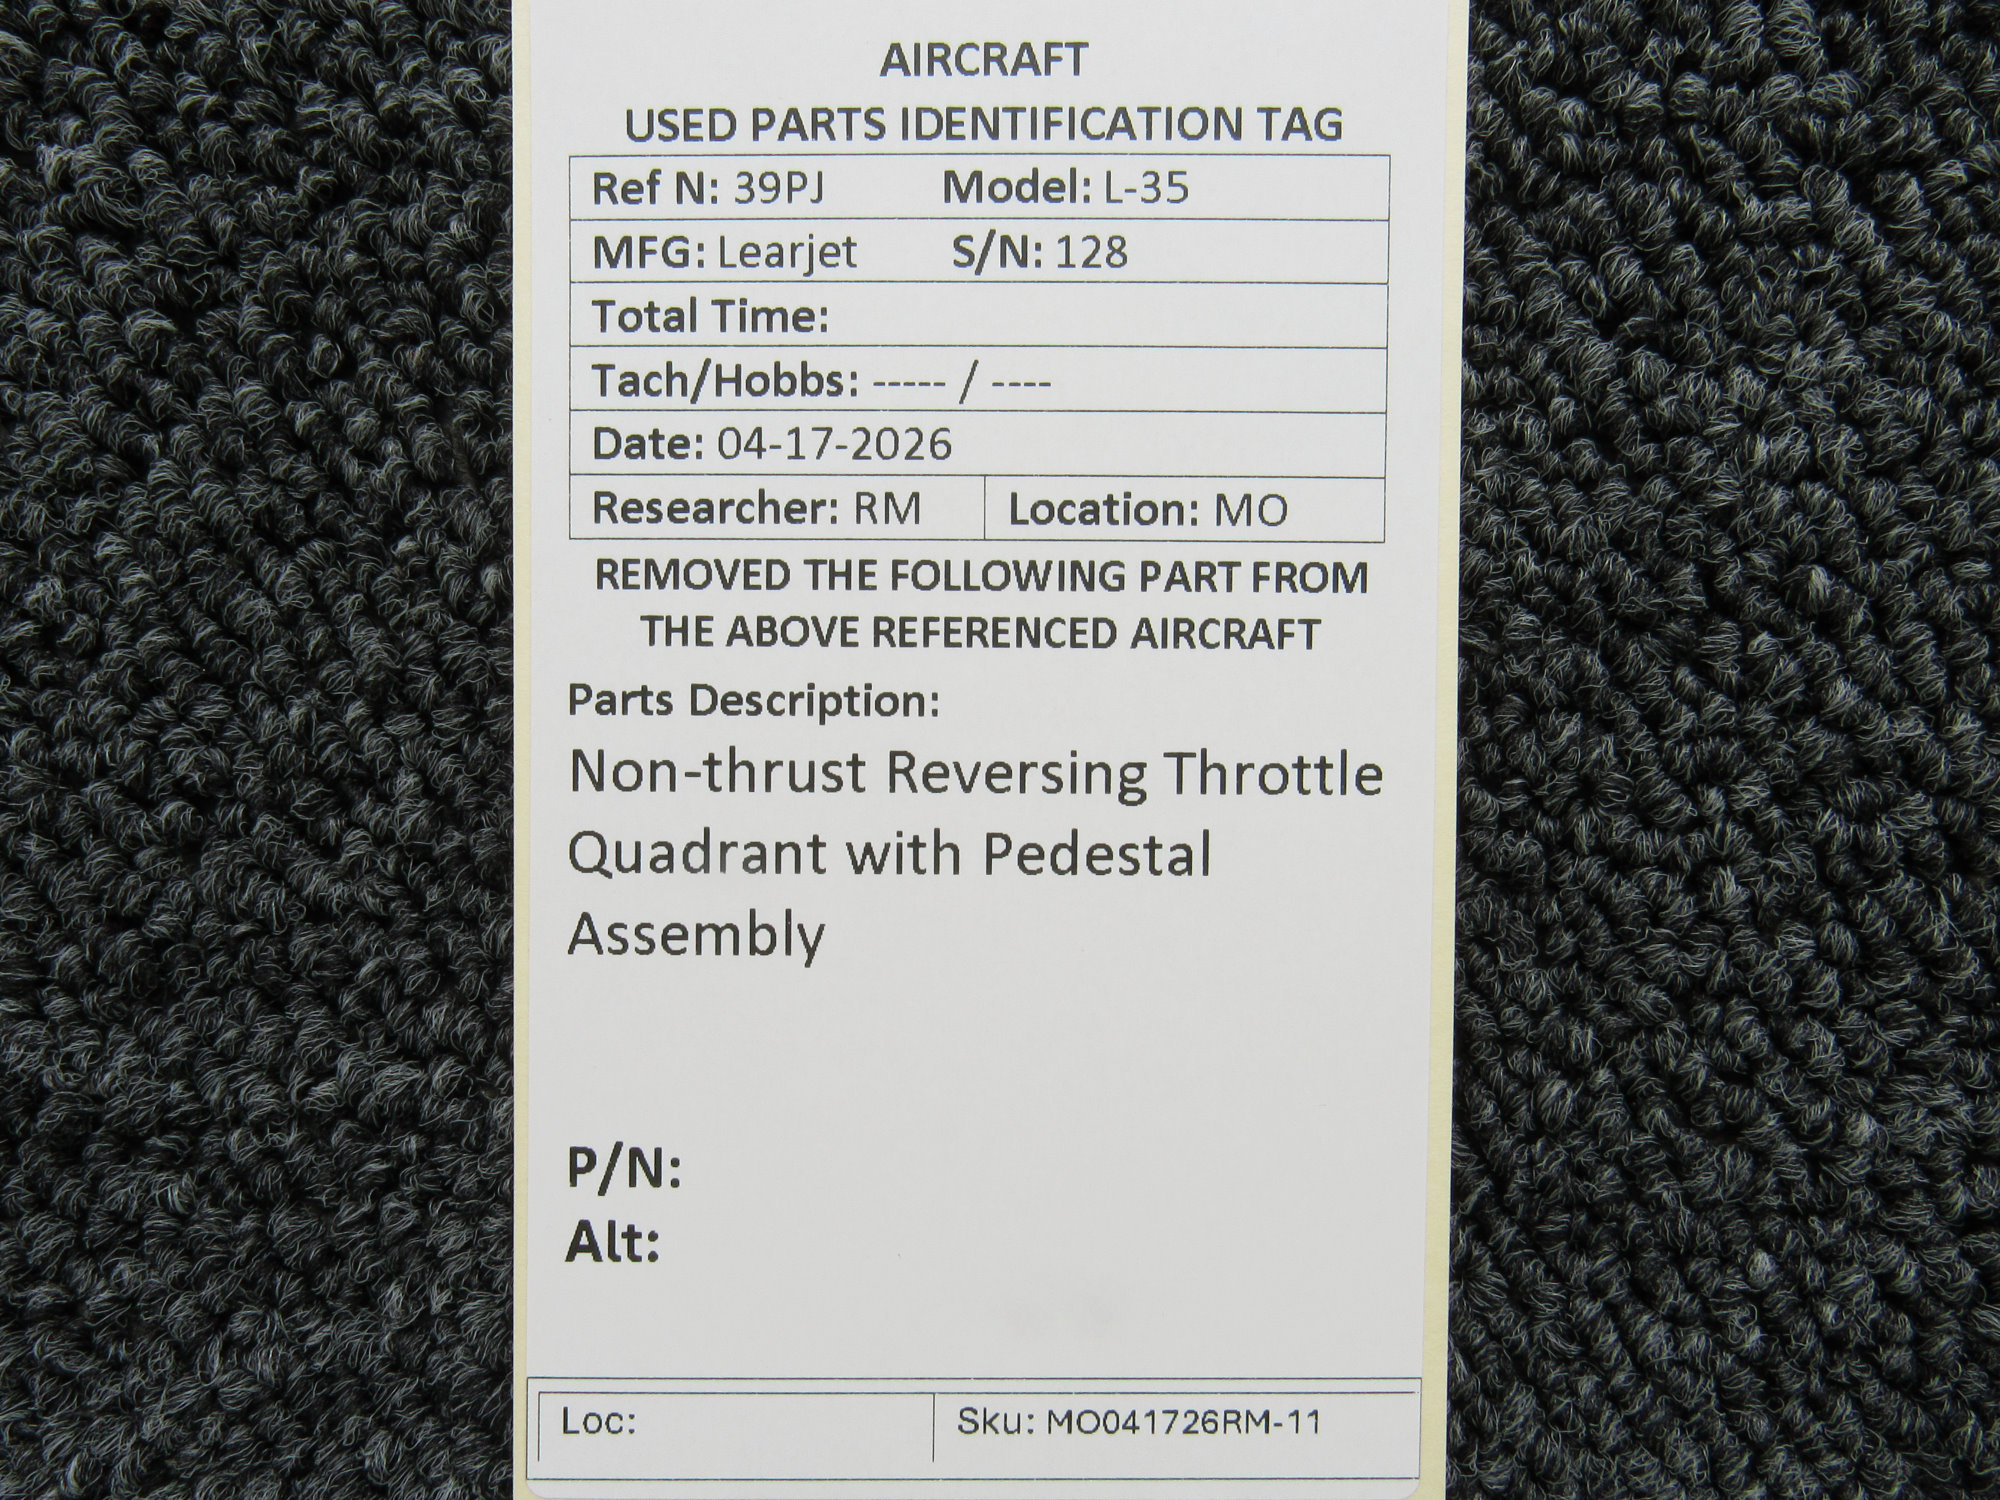 AIRCRAFT
USED PARTS IDENTIFICATION TAG
Ref N: 39PJ Model: L-35
MFG: Learjet S/N: 128
Total Time:
Tach/Hobbs: ----- / ----
Date: 04-17-2026
Researcher: RM Location: MO
REMOVED THE FOLLOWING PART FROM
THE ABOVE REFERENCED AIRCRAFT
Parts Description:
Non-thrust Reversing Throttle
Quadrant with Pedestal
Assembly
P/N:
Alt:
Loc: Sku: MO041726RM-11